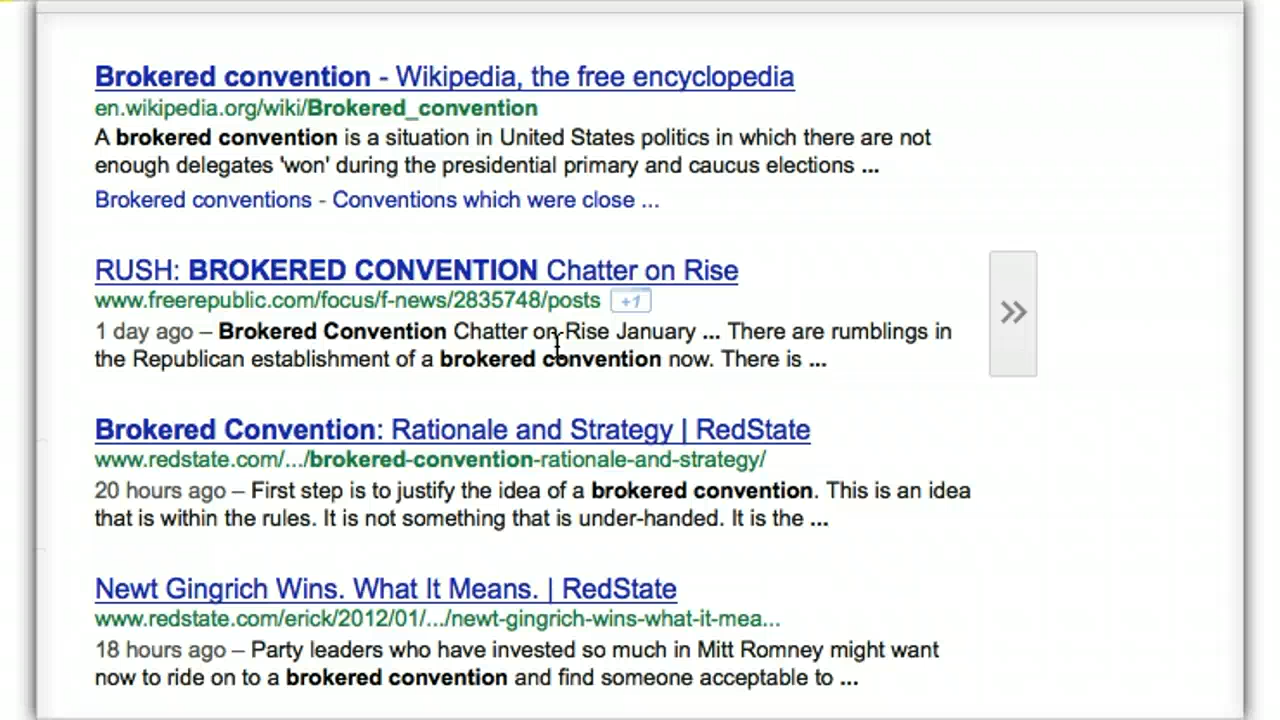 Brokered convention - Wikipedia, the free encyclopedia
en.wikipedia.org/wiki/Brokered_convention
A brokered convention is a situation in United States politics in which there are not
enough delegates 'won' during the presidential primary and caucus elections ...
Brokered conventions - Conventions which were close ...
RUSH: BROKERED CONVENTION Chatter on Rise
www.freerepublic.com/focus/f-news/2835748/posts +1
1 day ago – Brokered Convention Chatter on Rise January ... There are rumblings in
the Republican establishment of a brokered convention now. There is ...
Brokered Convention: Rationale and Strategy | RedState
www.redstate.com/.../brokered-convention-rationale-and-strategy/
20 hours ago – First step is to justify the idea of a brokered convention. This is an idea
that is within the rules. It is not something that is under-handed. It is the ...
Newt Gingrich Wins. What It Means. | RedState
www.redstate.com/erick/2012/01/.../newt-gingrich-wins-what-it-mea...
18 hours ago – Party leaders who have invested so much in Mitt Romney might want
now to ride on to a brokered convention and find someone acceptable to ...